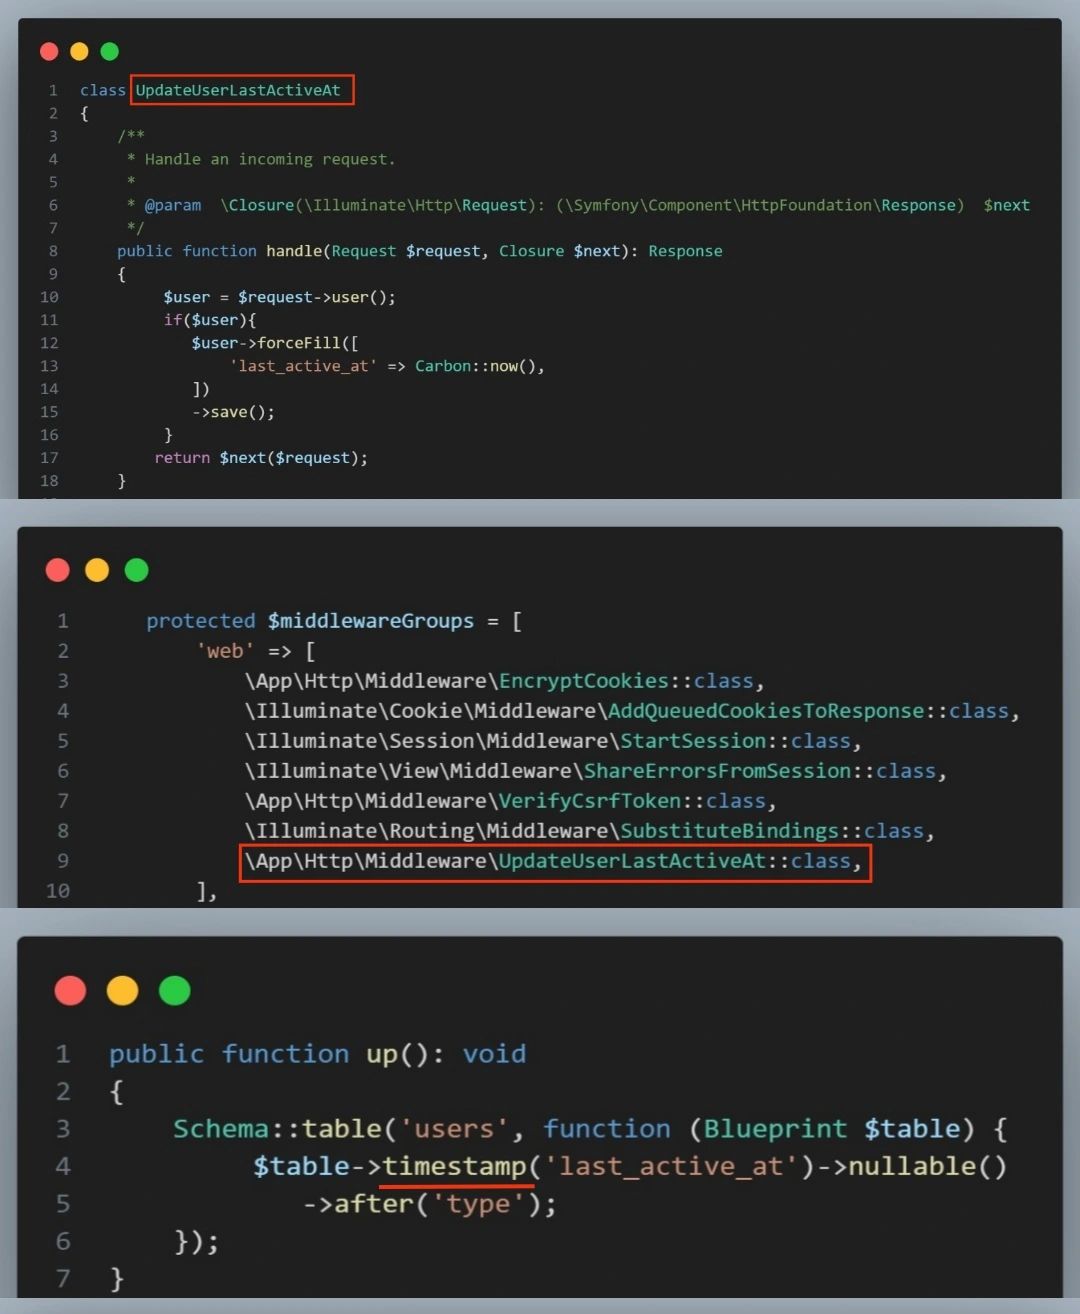 1 class UpdateUserLastActiveAt
2 {
3     /**
4      * Handle an incoming request.
5      *
6      * @param  \Closure(\Illuminate\Http\Request): (\Symfony\Component\HttpFoundation\Response)  $next
7      */
8     public function handle(Request $request, Closure $next): Response
9     {
10         $user = $request->user();
11         if($user){
12            $user->forceFill([
13                'last_active_at' => Carbon::now(),
14            ])
15            ->save();
16         }
17        return $next($request);
18     }
1     protected $middlewareGroups = [
2         'web' => [
3             \App\Http\Middleware\EncryptCookies::class,
4             \Illuminate\Cookie\Middleware\AddQueuedCookiesToResponse::class,
5             \Illuminate\Session\Middleware\StartSession::class,
6             \Illuminate\View\Middleware\ShareErrorsFromSession::class,
7             \App\Http\Middleware\VerifyCsrfToken::class,
8             \Illuminate\Routing\Middleware\SubstituteBindings::class,
9             \App\Http\Middleware\UpdateUserLastActiveAt::class,
10         ],
1 public function up(): void
2 {
3     Schema::table('users', function (Blueprint $table) {
4          $table->timestamp('last_active_at')->nullable()
5             ->after('type');
6     });
7 }